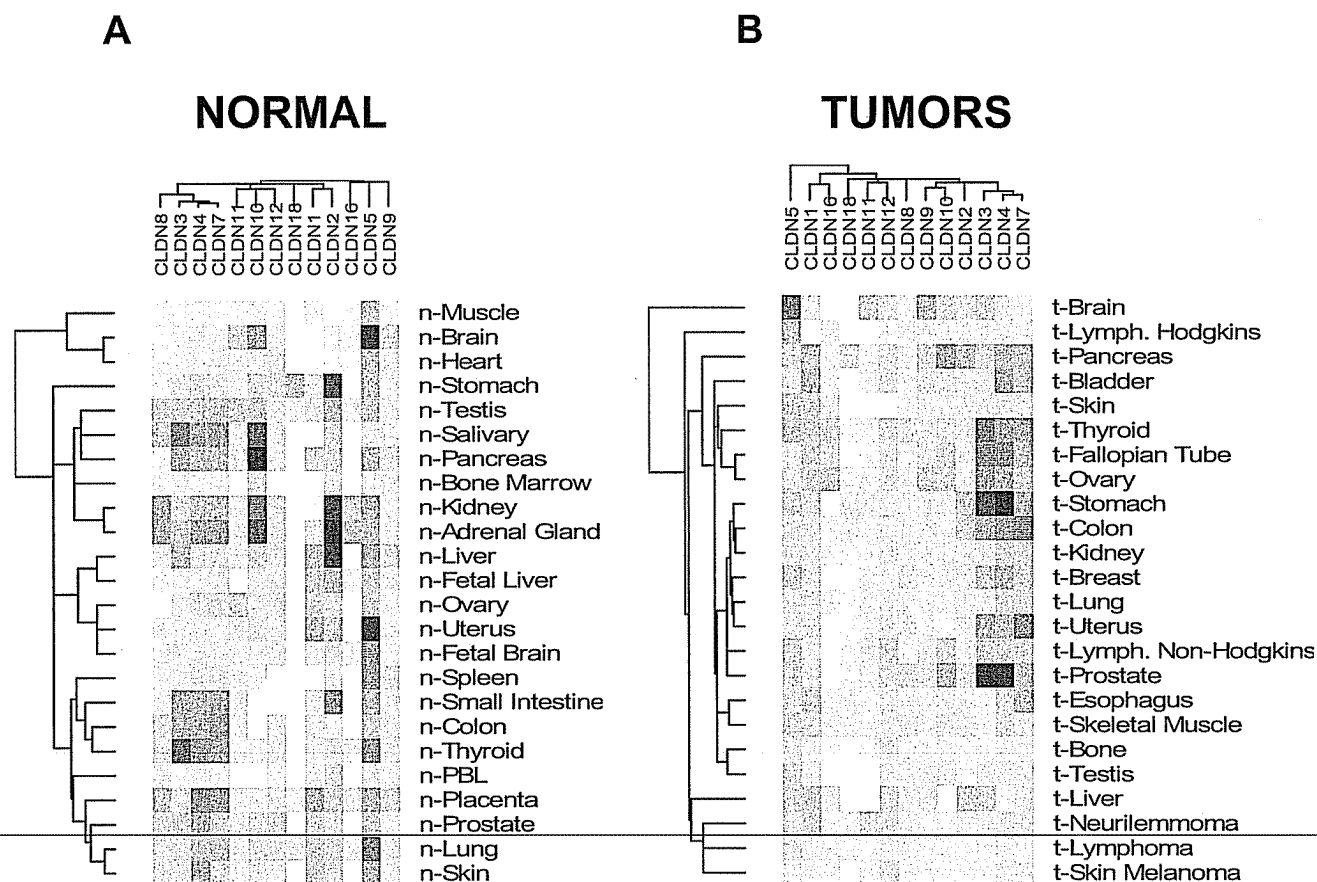 A
B
NORMAL
TUMORS
CLDN8
CLDN3
CLDN4
CLDN7
CLDN11
CLDN10
CLDN12
CLDN18
CLDN1
CLDN2
CLDN16
CLDN5
CLDN9
CLDN5
CLDN1
CLDN16
CLDN18
CLDN11
CLDN12
CLDN8
CLDN9
CLDN10
CLDN2
CLDN3
CLDN4
CLDN7
n-Muscle
n-Brain
n-Heart
n-Stomach
n-Testis
n-Salivary
n-Pancreas
n-Bone Marrow
n-Kidney
n-Adrenal Gland
n-Liver
n-Fetal Liver
n-Ovary
n-Uterus
n-Fetal Brain
n-Spleen
n-Small Intestine
n-Colon
n-Thyroid
n-PBL
n-Placenta
n-Prostate
n-Lung
n-Skin
t-Brain
t-Lymph. Hodgkins
t-Pancreas
t-Bladder
t-Skin
t-Thyroid
t-Fallopian Tube
t-Ovary
t-Stomach
t-Colon
t-Kidney
t-Breast
t-Lung
t-Uterus
t-Lymph. Non-Hodgkins
t-Prostate
t-Esophagus
t-Skeletal Muscle
t-Bone
t-Testis
t-Liver
t-Neurilemmoma
t-Lymphoma
t-Skin Melanoma